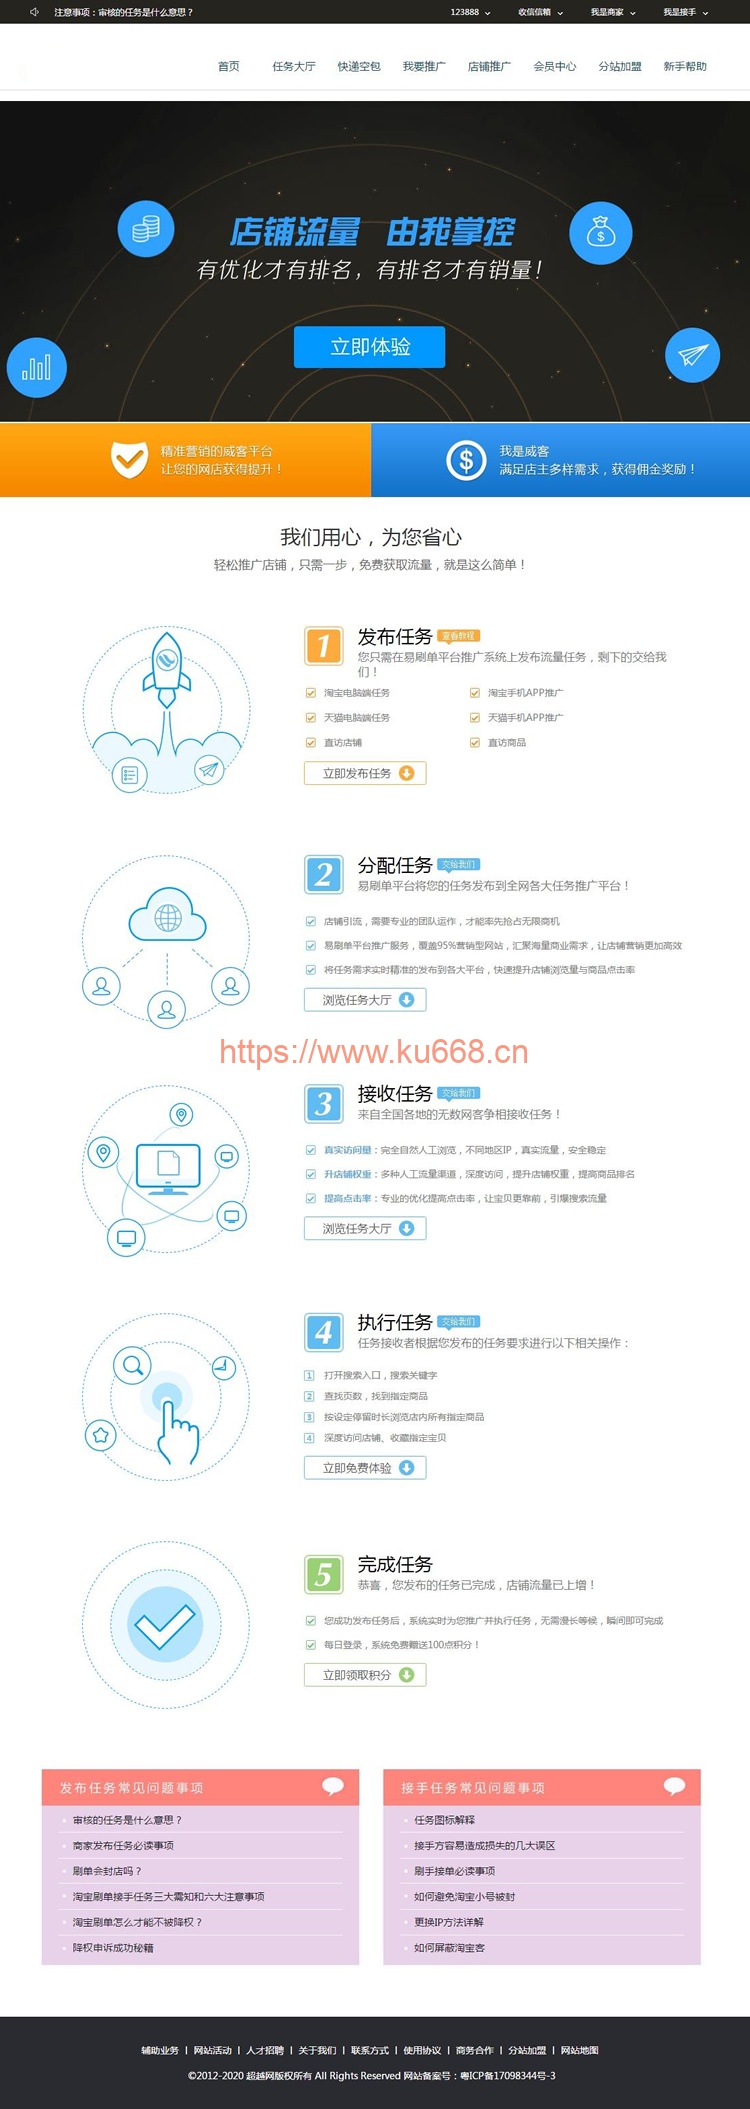 注意事项：审核的任务是什么意思？
123888 收信信箱 我是商家 我是接手
首页 任务大厅 快递空包 我要推广 店铺推广 会员中心 分站加盟 新手帮助
店铺流量 由我掌控
有优化才有排名，有排名才有销量！
立即体验
精准营销的威客平台
让您的网店获得提升！
我是威客
满足店主多样需求，获得佣金奖励！
我们用心，为您省心
轻松推广店铺，只需一步，免费获取流量，就是这么简单！
1 发布任务 查看教程
您只需在易刷单平台推广系统上发布流量任务，剩下的交给我
们！
淘宝电脑端任务 淘宝手机APP推广
天猫电脑端任务 天猫手机APP推广
直访店铺 直访商品
立即发布任务
2 分配任务 交给我们
易刷单平台将您的任务发布到全网各大任务推广平台！
店铺引流，需要专业的团队运作，才能率先抢占无限商机
易刷单平台推广服务，覆盖95%营销型网站，汇聚海量商业需求，让店铺营销更加高效
将任务需求实时精准的发布到各大平台，快速提升店铺浏览量与商品点击率
浏览任务大厅
https://www.ku668.cn
3 接收任务 交给我们
来自全国各地的无数网客争相接收任务！
真实访问量：完全自然人工浏览，不同地区IP，真实流量，安全稳定
升店铺权重：多种人工流量渠道，深度访问，提升店铺权重，提高商品排名
提高点击率：专业的优化提高点击率，让宝贝更靠前，引爆搜索流量
浏览任务大厅
4 执行任务 交给我们
任务接收者根据您发布的任务要求进行以下相关操作：
1 打开搜索入口，搜索关键字
2 查找页数，找到指定商品
3 按设定停留时长浏览店内所有指定商品
4 深度访问店铺、收藏指定宝贝
立即免费体验
5 完成任务
恭喜，您发布的任务已完成，店铺流量已上增！
您成功发布任务后，系统实时为您推广并执行任务，无需漫长等候，瞬间即可完成
每日登录，系统免费赠送100点积分！
立即领取积分
发布任务常见问题事项
审核的任务是什么意思？
商家发布任务必读事项
刷单会封店吗？
淘宝刷单接手任务三大需知和六大注意事项
淘宝刷单怎么才能不被降权？
降权申诉成功秘籍
接手任务常见问题事项
任务图标解释
接手方容易造成损失的几大误区
刷手接单必读事项
如何避免淘宝小号被封
更换IP方法详解
如何屏蔽淘宝客
辅助业务 | 网站活动 | 人才招聘 | 关于我们 | 联系方式 | 使用协议 | 商务合作 | 分站加盟 | 网站地图
©2012-2020 超越网版权所有 All Rights Reserved 网站备案号：粤ICP备17098344号-3